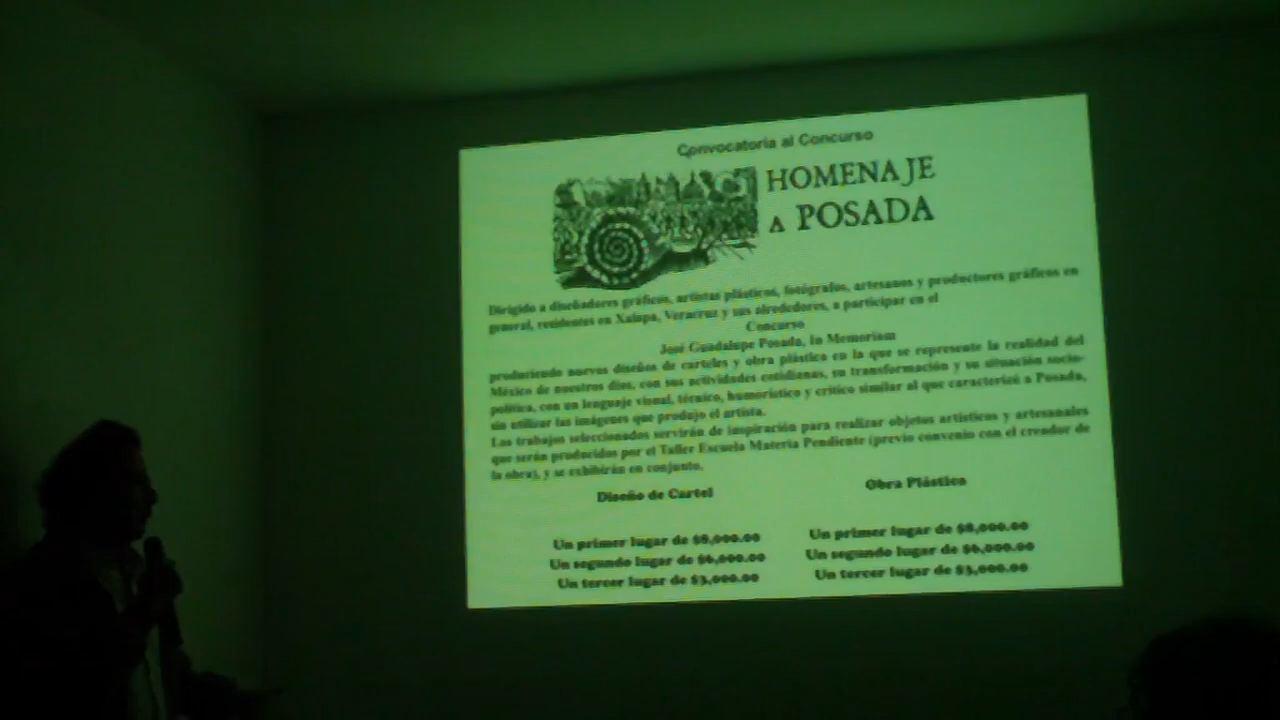 Convocatoria al Concurso
HOMENAJE
A POSADA
Dirigido a diseñadores gráficos, artistas plásticos, fotógrafos, artesanos y productores gráficos en
general, residentes en Xalapa, Veracruz y sus alrededores, a participar en el
Concurso
José Guadalupe Posada, In Memoriam
produciendo nuevos diseños de carteles y obra plástica en la que se represente la realidad del
México de nuestros días, con sus actividades cotidianas, su transformación y su situación socio-
política, con un lenguaje visual, técnico, humorístico y crítico similar al que caracterizó a Posada,
sin utilizar las imágenes que produjo el artista.
Los trabajos seleccionados servirán de inspiración para realizar objetos artísticos y artesanales
que serán producidos por el Taller Escuela Materia Pendiente (previo convenio con el creador de
la obra), y se exhibirán en conjunto.
Diseño de Cartel
Obra Plástica
Un primer lugar de $8,000.00
Un segundo lugar de $6,000.00
Un tercer lugar de $3,000.00
Un primer lugar de $8,000.00
Un segundo lugar de $6,000.00
Un tercer lugar de $3,000.00